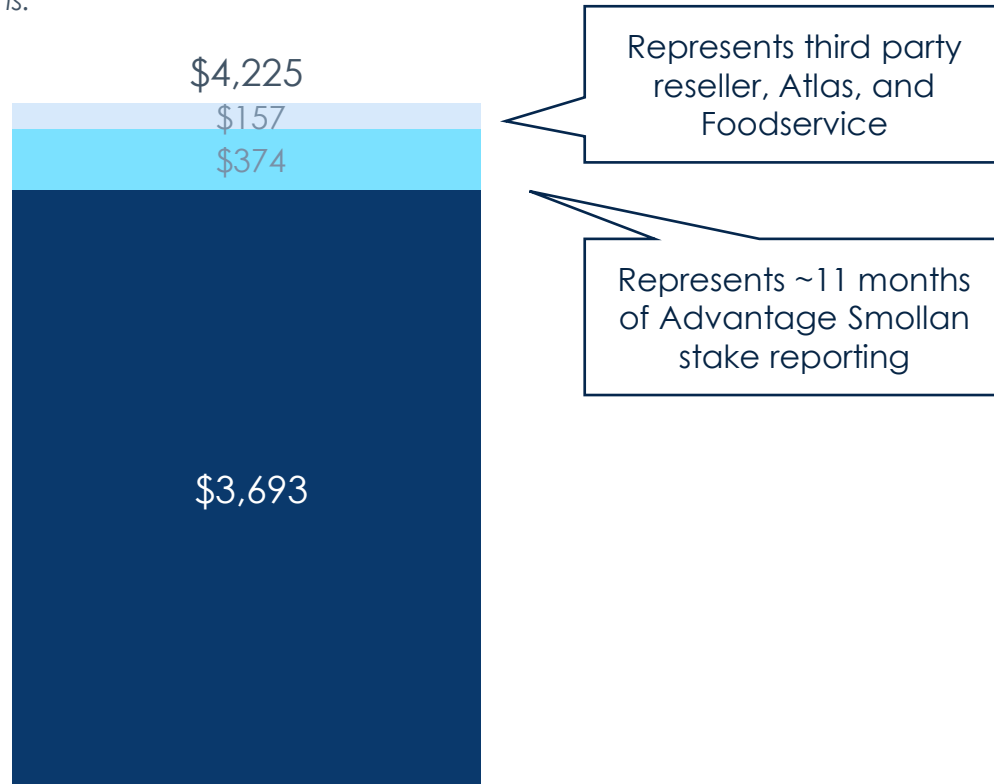 is.
$4,225
$157
$374
$3,693
Represents third party
reseller, Atlas, and
Foodservice
Represents ~11 months
of Advantage Smollan
stake reporting